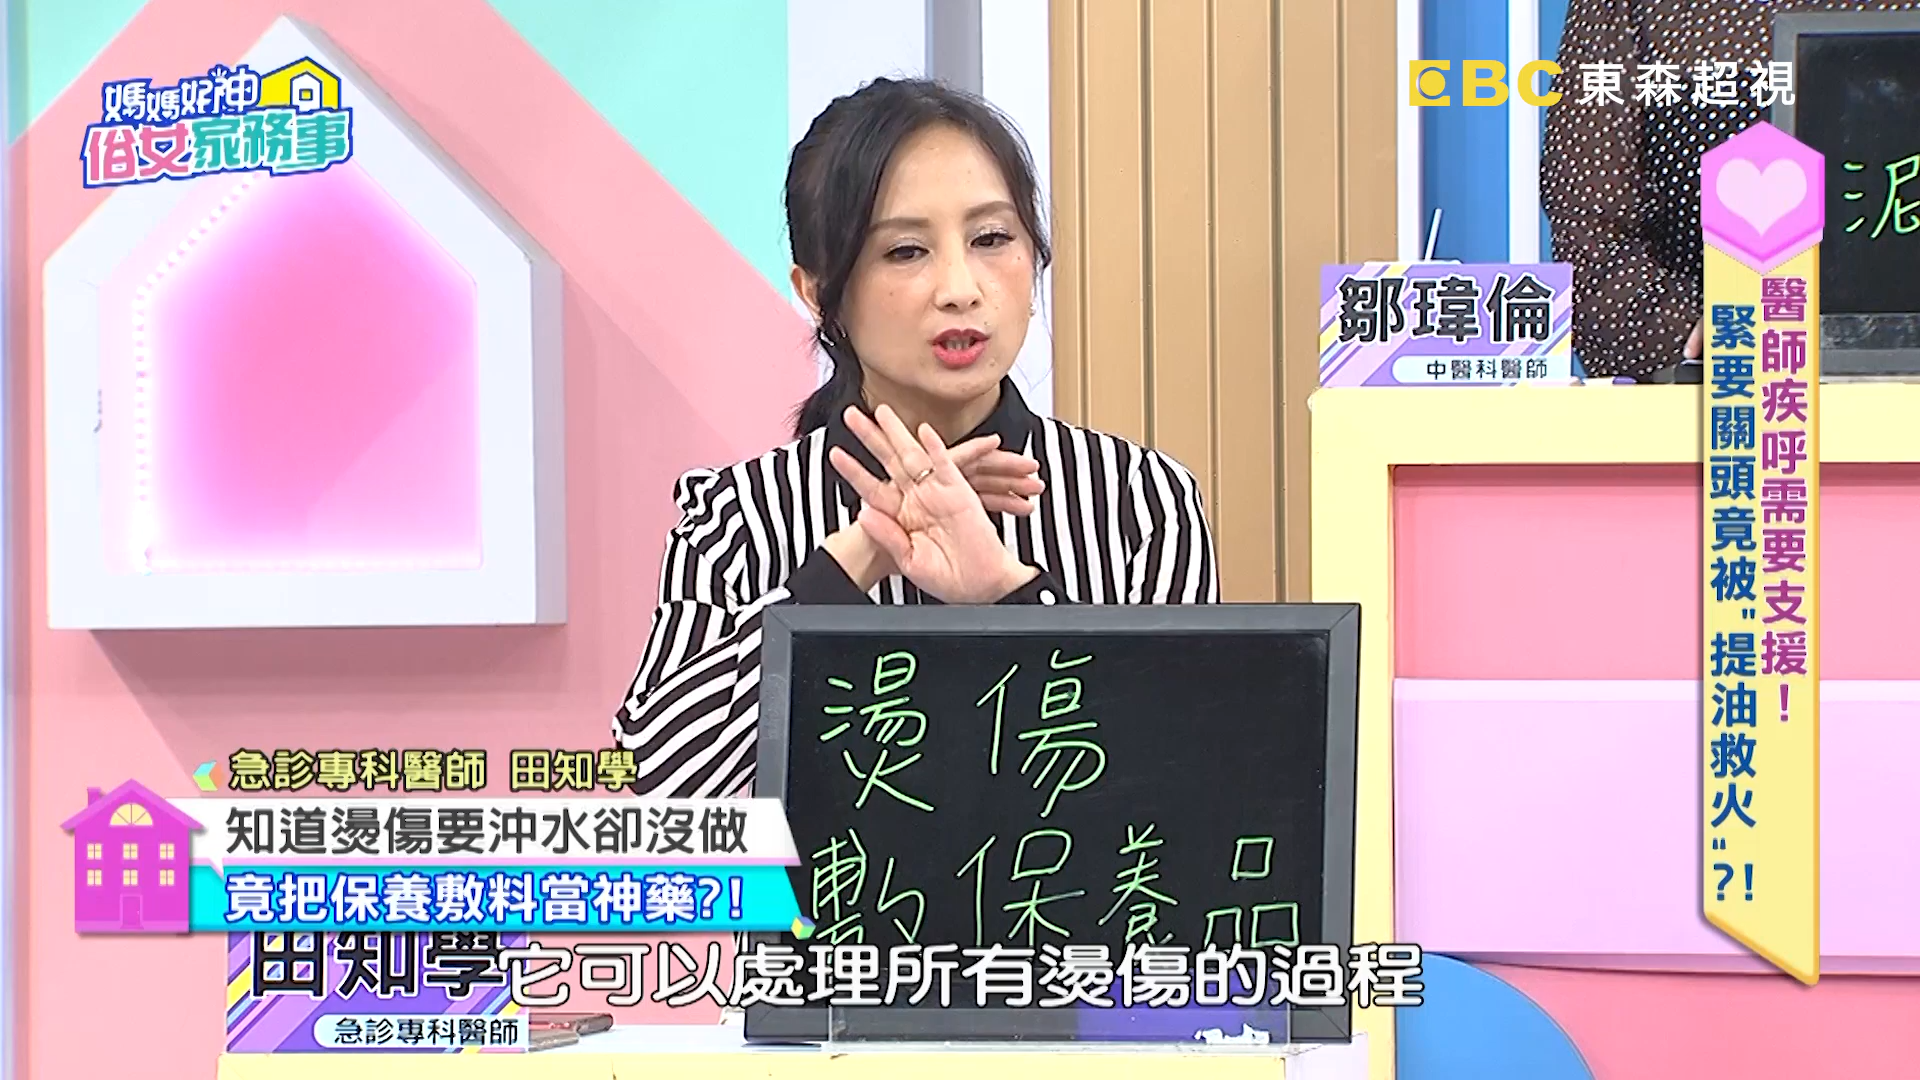 媽媽好神
俗女家務事
EBC 東森超視
醫師疾呼需要支援！
緊要關頭竟被"提油救火"?!
鄒瑋倫
中醫科醫師
泥
燙傷
敷保養品
急診專科醫師 田知學
知道燙傷要沖水卻沒做
竟把保養敷料當神藥?!
田知學
急診專科醫師
它可以處理所有燙傷的過程